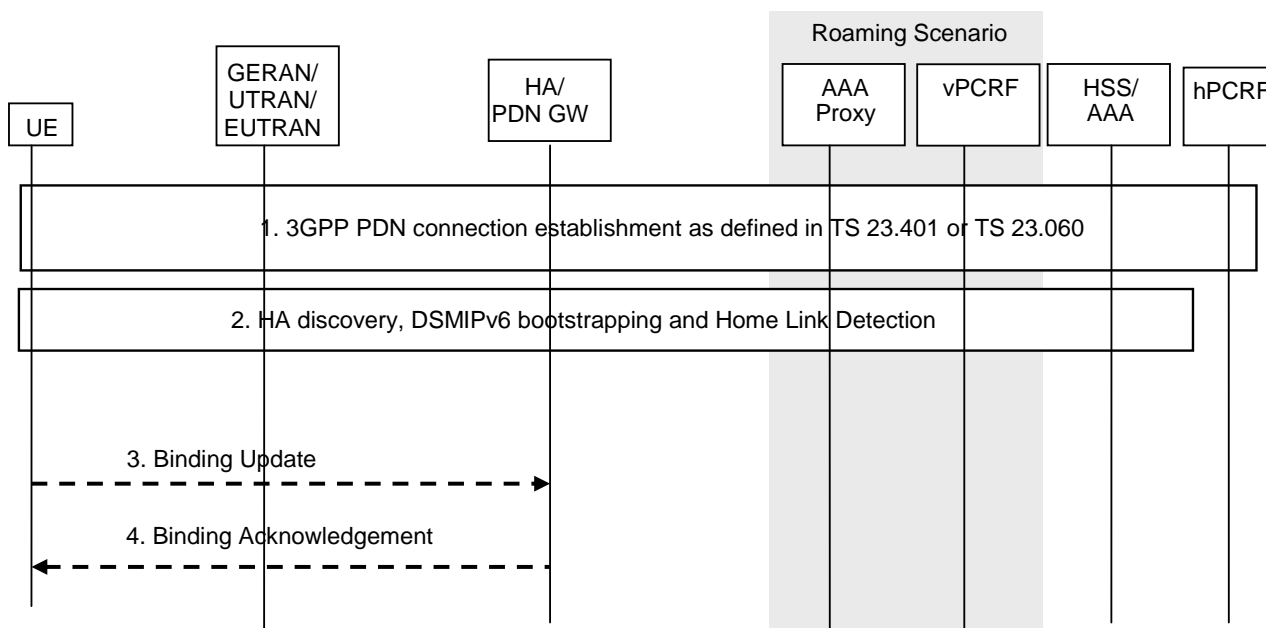 Roaming Scenario
UE
GERAN/
UTRAN/
EUTRAN
HA/
PDN GW
AAA
Proxy
vPCRF
HSS/
AAA
hPCRF
1. 3GPP PDN connection establishment as defined in TS 23.401 or TS 23.060
2. HA discovery, DSMIPv6 bootstrapping and Home Link Detection
3. Binding Update
4. Binding Acknowledgement